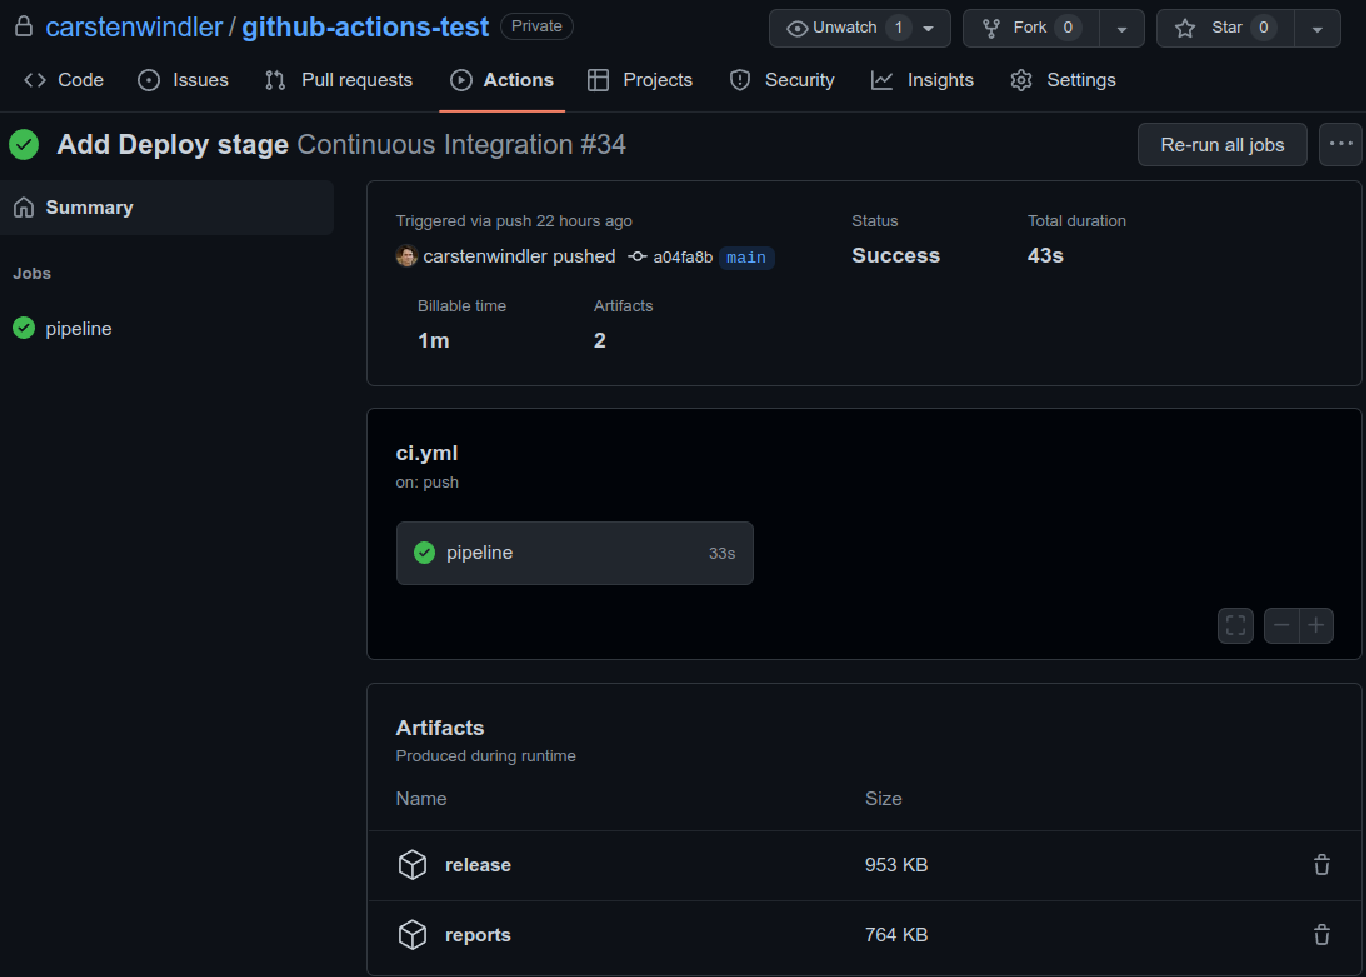 carstenwindler / github-actions-test Private Unwatch 1 Fork 0 Star 0
Code Issues Pull requests Actions Projects Security Insights Settings
Add Deploy stage Continuous Integration #34 Re-run all jobs
Summary
Jobs
pipeline
Triggered via push 22 hours ago Status Total duration
carstenwindler pushed a04fa8b main Success 43s
Billable time Artifacts
1m 2
ci.yml
on: push
pipeline 33s
Artifacts
Produced during runtime
Name Size
release 953 KB
reports 764 KB